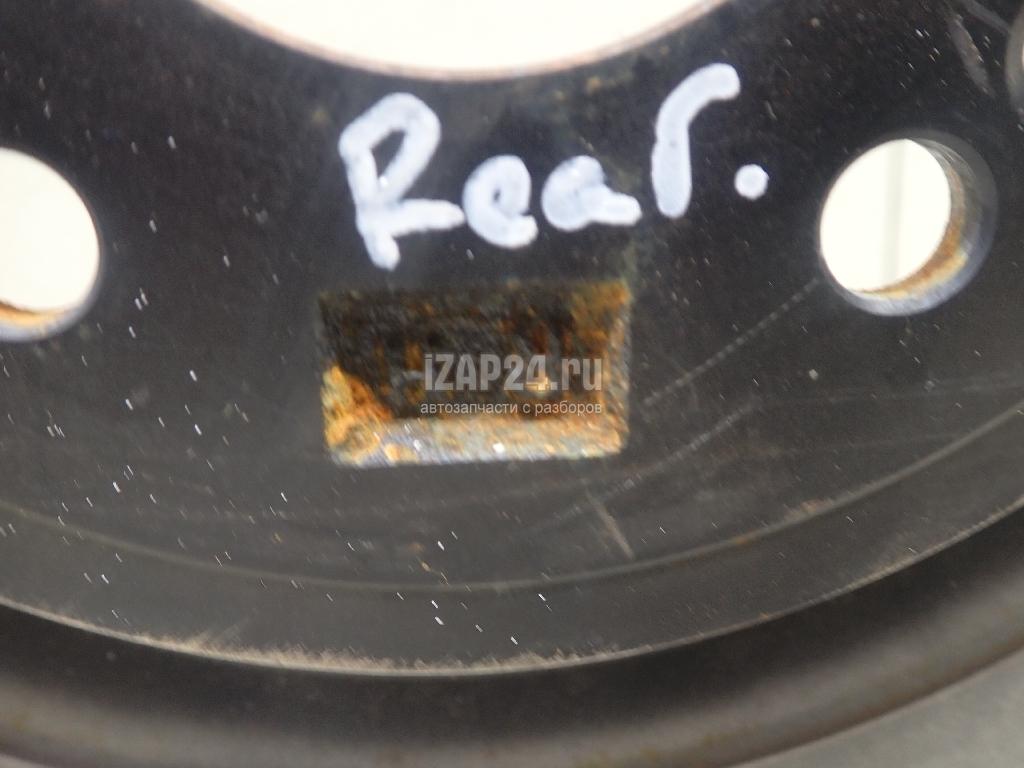 Rear.
iZAP24.ru
автозапчасти с разборов